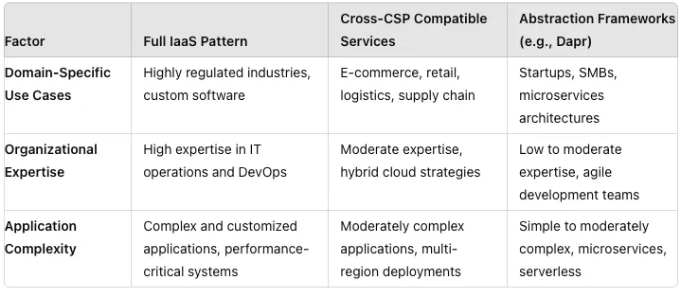 Factor
Full IaaS Pattern
Cross-CSP Compatible
Services
Abstraction Frameworks
(e.g., Dapr)
Domain-Specific
Use Cases
Highly regulated industries,
custom software
E-commerce, retail,
logistics, supply chain
Startups, SMBs,
microservices
architectures
Organizational
Expertise
High expertise in IT
operations and DevOps
Moderate expertise,
hybrid cloud strategies
Low to moderate
expertise, agile
development teams
Application
Complexity
Complex and customized
applications, performance-
critical systems
Moderately complex
applications, multi-
region deployments
Simple to moderately
complex, microservices,
serverless